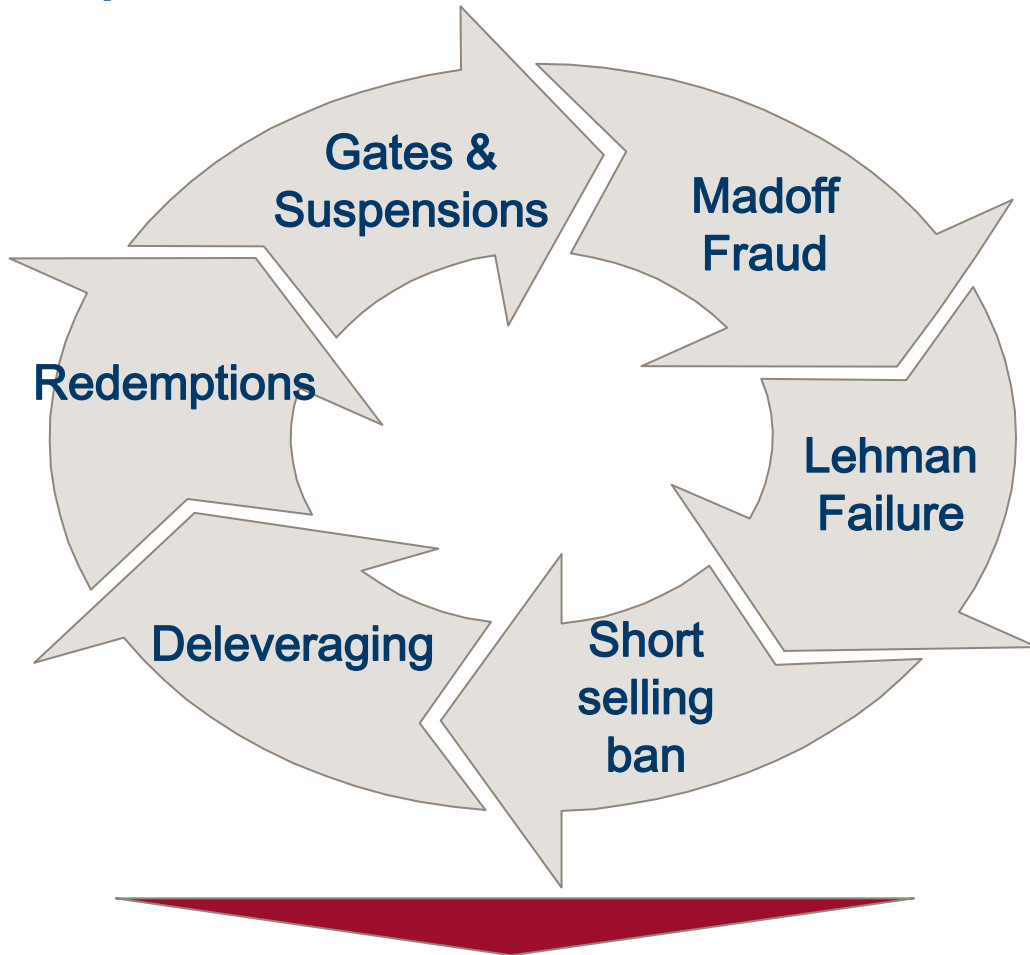 Gates &
Suspensions
Madoff
Fraud
Redemptions
Lehman
Failure
Short
selling
ban
Deleveraging